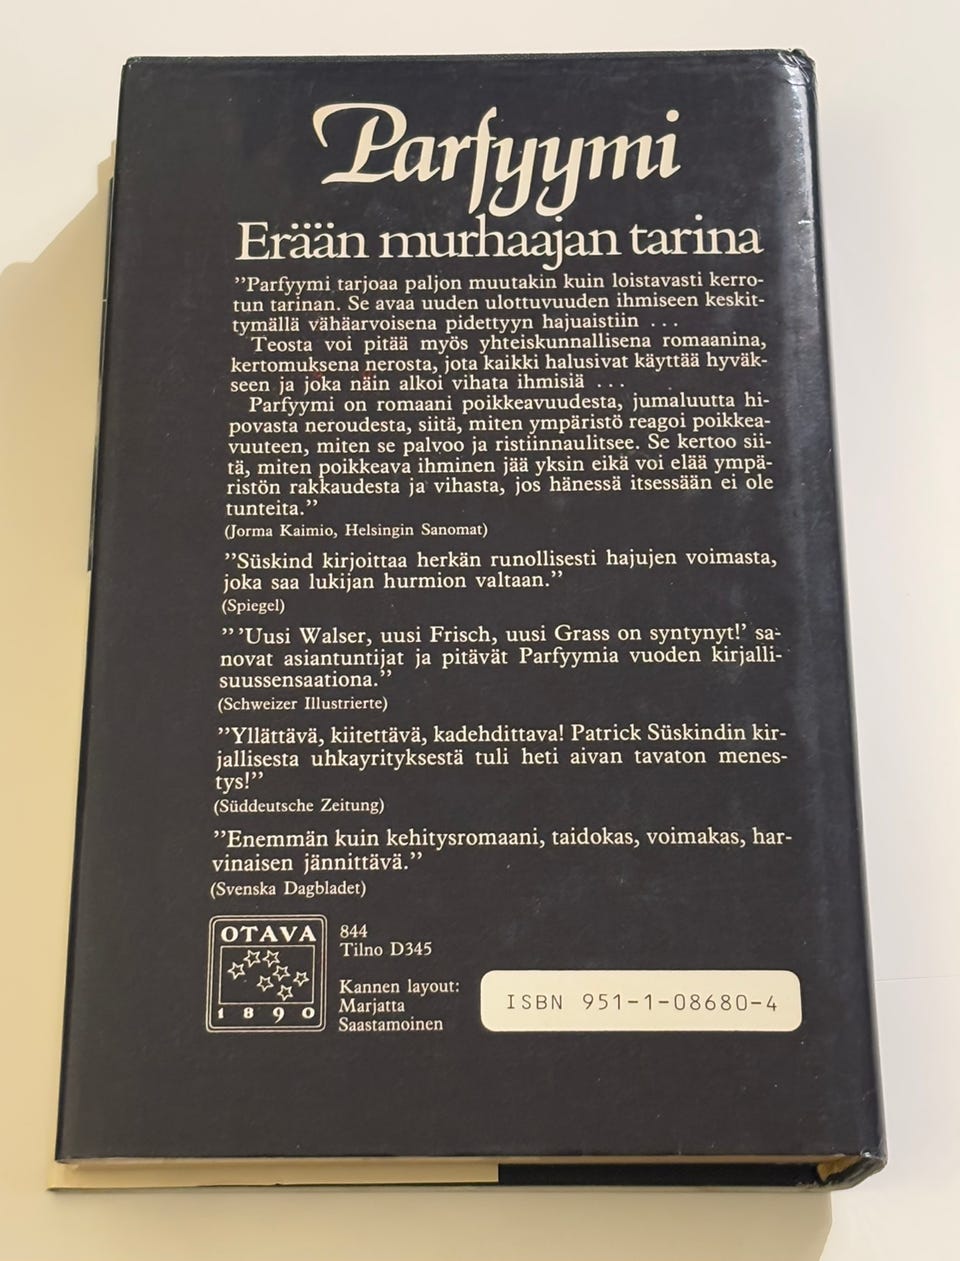 Parfyymi
Erään murhaajan tarina
”Parfyymi tarjoaa paljon muutakin kuin loistavasti kerro-
tun tarinan. Se avaa uuden ulottuvuuden ihmiseen keskit-
tymällä vähäarvoisena pidettyyn hajuaistiin ...
Teosta voi pitää myös yhteiskunnallisena romaanina,
kertomuksena nerosta, jota kaikki halusivat käyttää hyväk-
seen ja joka näin alkoi vihata ihmisiä ...
Parfyymi on romaani poikkeavuudesta, jumaluutta hi-
povasta neroudesta, siitä, miten ympäristö reagoi poikkea-
vuuteen, miten se palvoo ja ristiinnaulitsee. Se kertoo sii-
tä, miten poikkeava ihminen jää yksin eikä voi elää ympä-
ristön rakkaudesta ja vihasta, jos hänessä itsessään ei ole
tunteita.”
(Jorma Kaimio, Helsingin Sanomat)
”Süskind kirjoittaa herkän runollisesti hajujen voimasta,
joka saa lukijan hurmion valtaan.”
(Spiegel)
” ’Uusi Walser, uusi Frisch, uusi Grass on syntynyt!’ sa-
novat asiantuntijat ja pitävät Parfyymia vuoden kirjalli-
suussensaationa.”
(Schweizer Illustrierte)
”Yllättävä, kiitettävä, kadehdittava! Patrick Süskindin kir-
jallisesta uhkayrityksestä tuli heti aivan tavaton menes-
tys!”
(Süddeutsche Zeitung)
”Enemmän kuin kehitysromaani, taidokas, voimakas, har-
vinaisen jännittävä.”
(Svenska Dagbladet)
OTAVA
1890
844
Tilno D345
Kannen layout:
Marjatta
Saastamoinen
ISBN 951-1-08680-4